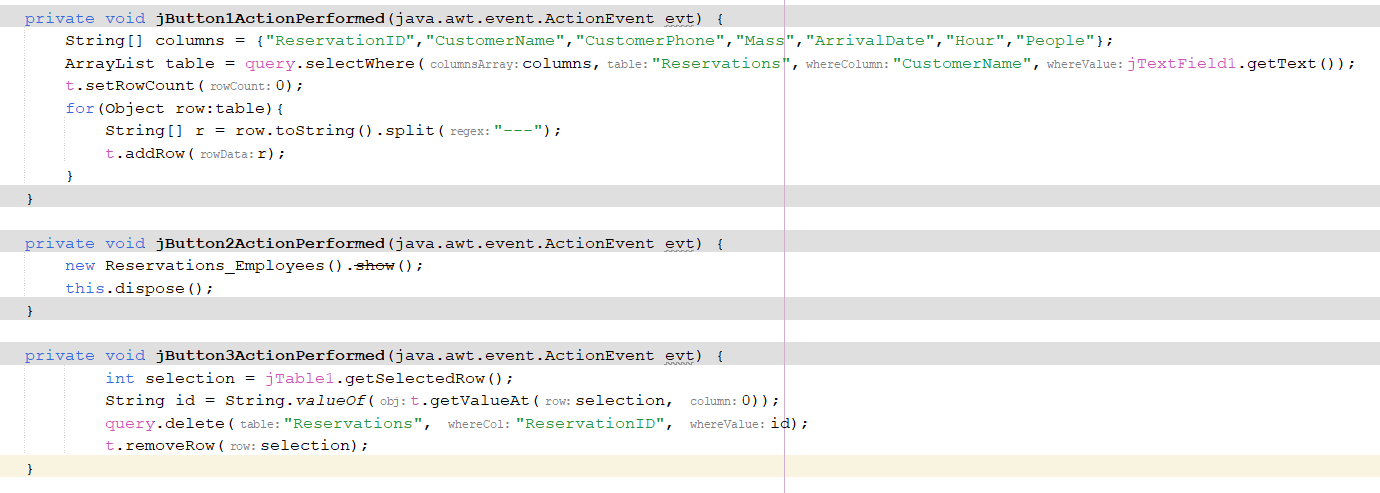 private void jButton1ActionPerformed(java.awt.event.ActionEvent evt) {
    String[] columns = {"ReservationID","CustomerName","CustomerPhone","Mass","ArrivalDate","Hour","People"};
    ArrayList table = query.selectWhere(columnsArray: columns, table: "Reservations", whereColumn: "CustomerName", whereValue: jTextField1.getText());
    t.setRowCount(rowCount: 0);
    for(Object row:table){
        String[] r = row.toString().split(regex: "---");
        t.addRow(rowData: r);
    }
}
private void jButton2ActionPerformed(java.awt.event.ActionEvent evt) {
    new Reservations_Employees().show();
    this.dispose();
}
private void jButton3ActionPerformed(java.awt.event.ActionEvent evt) {
        int selection = jTable1.getSelectedRow();
        String id = String.valueOf(obj: t.getValueAt(row: selection, column: 0));
        query.delete(table: "Reservations", whereCol: "ReservationID", whereValue: id);
        t.removeRow(row: selection);
}